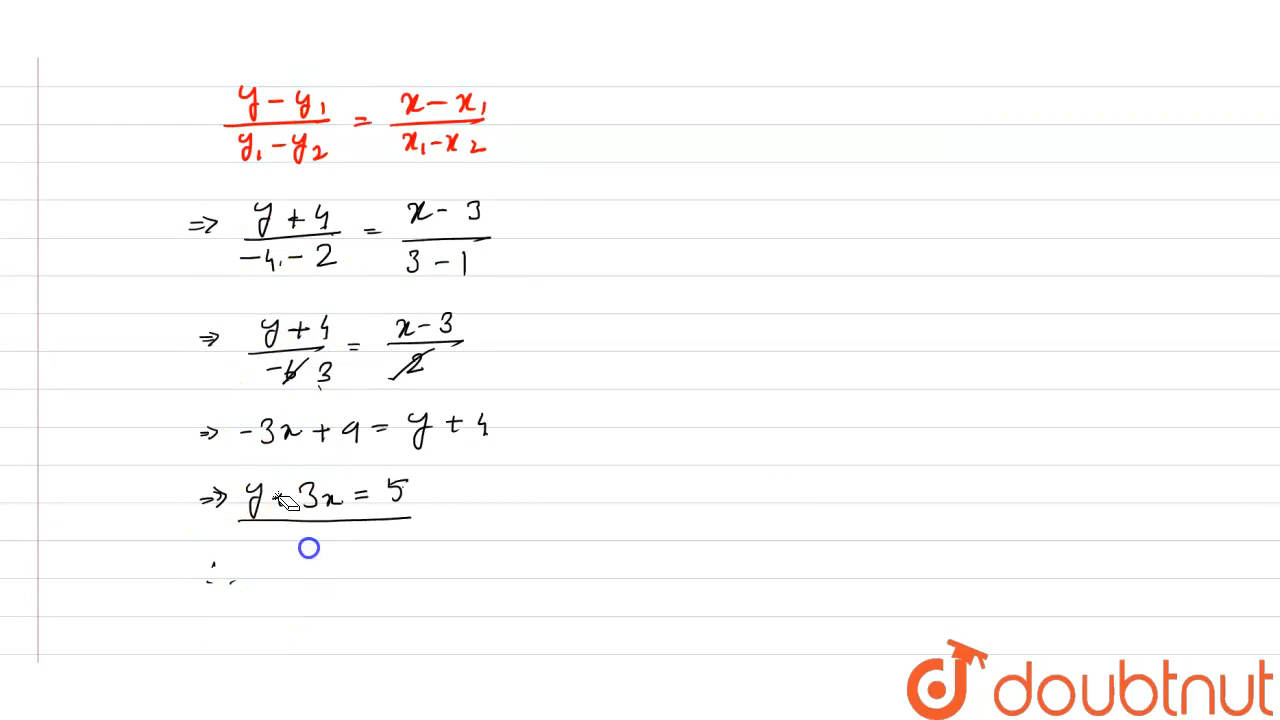 y - y₁ / y₁ - y₂ = x - x₁ / x₁ - x₂
=> y + 4 / -4 - 2 = x - 3 / 3 - 1
=> y + 4 / -6 3 = x - 3 / 2
=> -3x + 9 = y + 4
=> y + 3x = 5
∴
doubtnut